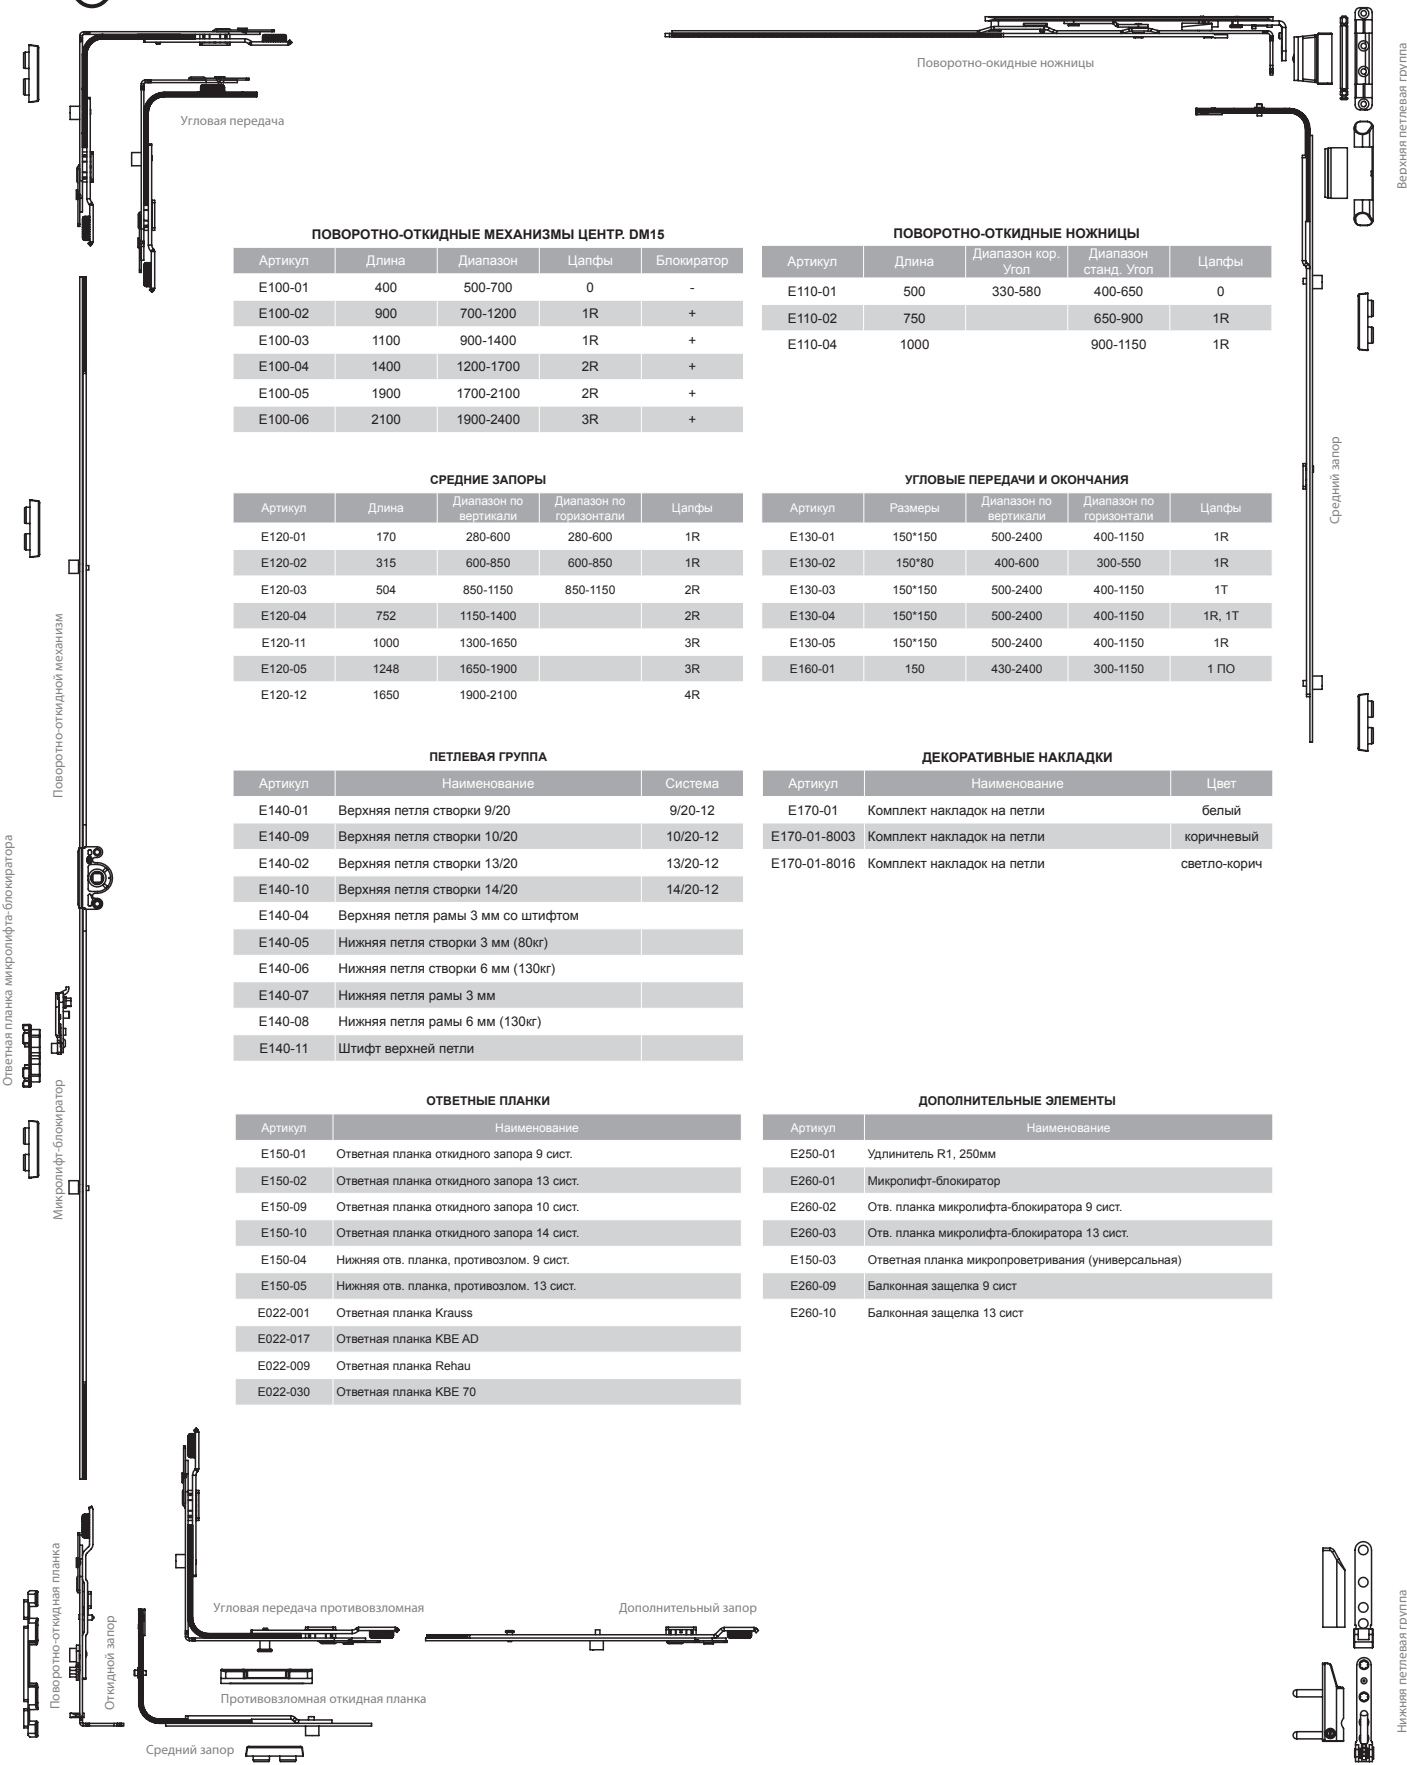 Поворотно-окидные ножницы
Верхняя петлевая группа
Угловая передача
ПОВОРОТНО-ОТКИДНЫЕ МЕХАНИЗМЫ ЦЕНТР. DM15
Артикул Длина Диапазон Цапфы Блокиратор
E100-01 400 500-700 0 -
E100-02 900 700-1200 1R +
E100-03 1100 900-1400 1R +
E100-04 1400 1200-1700 2R +
E100-05 1900 1700-2100 2R +
E100-06 2100 1900-2400 3R +
ПОВОРОТНО-ОТКИДНЫЕ НОЖНИЦЫ
Артикул Длина Диапазон кор. Угол Диапазон станд. Угол Цапфы
E110-01 500 330-580 400-650 0
E110-02 750 650-900 1R
E110-04 1000 900-1150 1R
СРЕДНИЕ ЗАПОРЫ
Артикул Длина Диапазон по вертикали Диапазон по горизонтали Цапфы
E120-01 170 280-600 280-600 1R
E120-02 315 600-850 600-850 1R
E120-03 504 850-1150 850-1150 2R
E120-04 752 1150-1400 2R
E120-11 1000 1300-1650 3R
E120-05 1248 1650-1900 3R
E120-12 1650 1900-2100 4R
УГЛОВЫЕ ПЕРЕДАЧИ И ОКОНЧАНИЯ
Артикул Размеры Диапазон по вертикали Диапазон по горизонтали Цапфы
E130-01 150*150 500-2400 400-1150 1R
E130-02 150*80 400-600 300-550 1R
E130-03 150*150 500-2400 400-1150 1T
E130-04 150*150 500-2400 400-1150 1R, 1T
E130-05 150*150 500-2400 400-1150 1R
E160-01 150 430-2400 300-1150 1 ПО
Средний запор
Поворотно-откидной механизм
ПЕТЛЕВАЯ ГРУППА
Артикул Наименование Система
E140-01 Верхняя петля створки 9/20 9/20-12
E140-09 Верхняя петля створки 10/20 10/20-12
E140-02 Верхняя петля створки 13/20 13/20-12
E140-10 Верхняя петля створки 14/20 14/20-12
E140-04 Верхняя петля рамы 3 мм со штифтом
E140-05 Нижняя петля створки 3 мм (80кг)
E140-06 Нижняя петля створки 6 мм (130кг)
E140-07 Нижняя петля рамы 3 мм
E140-08 Нижняя петля рамы 6 мм (130кг)
E140-11 Штифт верхней петли
ДЕКОРАТИВНЫЕ НАКЛАДКИ
Артикул Наименование Цвет
E170-01 Комплект накладок на петли белый
E170-01-8003 Комплект накладок на петли коричневый
E170-01-8016 Комплект накладок на петли светло-корич
Ответная планка микролифта-блокиратора
Микролифт-блокиратор
ОТВЕТНЫЕ ПЛАНКИ
Артикул Наименование
E150-01 Ответная планка откидного запора 9 сист.
E150-02 Ответная планка откидного запора 13 сист.
E150-09 Ответная планка откидного запора 10 сист.
E150-10 Ответная планка откидного запора 14 сист.
E150-04 Нижняя отв. планка, противозлом. 9 сист.
E150-05 Нижняя отв. планка, противозлом. 13 сист.
E022-001 Ответная планка Krauss
E022-017 Ответная планка KBE AD
E022-009 Ответная планка Rehau
E022-030 Ответная планка KBE 70
ДОПОЛНИТЕЛЬНЫЕ ЭЛЕМЕНТЫ
Артикул Наименование
E250-01 Удлинитель R1, 250мм
E260-01 Микролифт-блокиратор
E260-02 Отв. планка микролифта-блокиратора 9 сист.
E260-03 Отв. планка микролифта-блокиратора 13 сист.
E150-03 Ответная планка микропроветривания (универсальная)
E260-09 Балконная защелка 9 сист
E260-10 Балконная защелка 13 сист
Поворотно-откидная планка
Откидной запор
Угловая передача противовзломная
Дополнительный запор
Противовзломная откидная планка
Средний запор
Нижняя петлевая группа